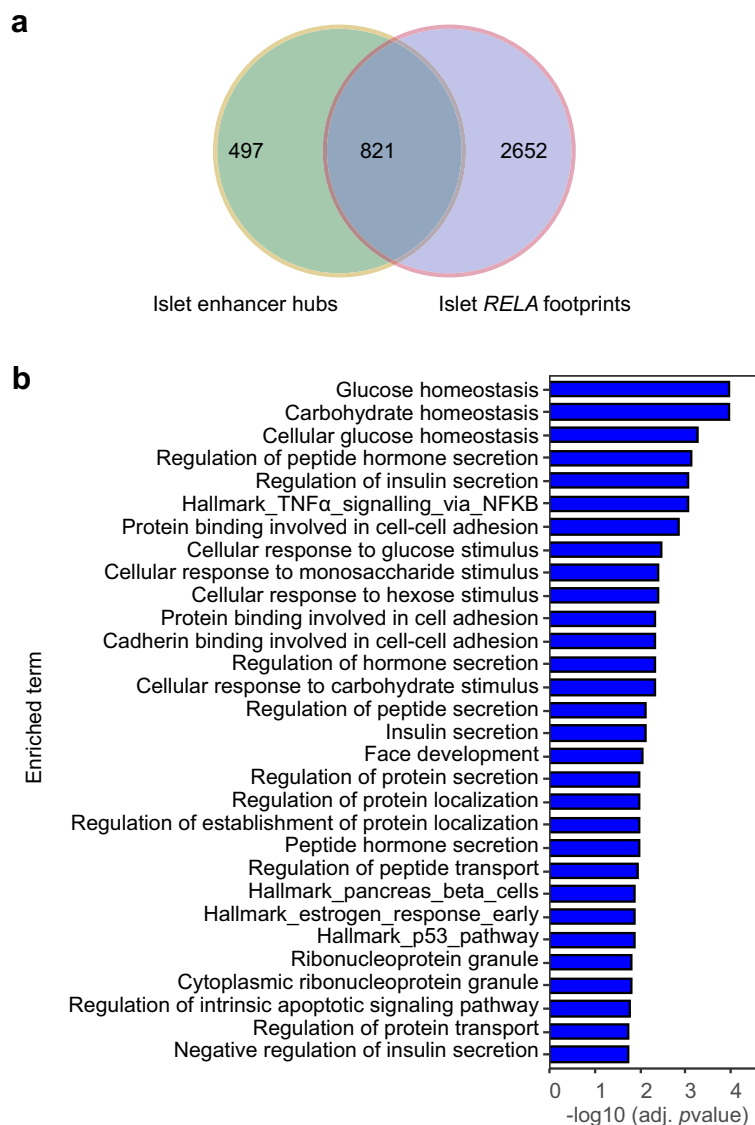 a
497
821
2652
Islet enhancer hubs
Islet RELA footprints
b
Enriched term
Glucose homeostasis
Carbohydrate homeostasis
Cellular glucose homeostasis
Regulation of peptide hormone secretion
Regulation of insulin secretion
Hallmark_TNFα_signalling_via_NFKB
Protein binding involved in cell-cell adhesion
Cellular response to glucose stimulus
Cellular response to monosaccharide stimulus
Cellular response to hexose stimulus
Protein binding involved in cell adhesion
Cadherin binding involved in cell-cell adhesion
Regulation of hormone secretion
Cellular response to carbohydrate stimulus
Regulation of peptide secretion
Insulin secretion
Face development
Regulation of protein secretion
Regulation of protein localization
Regulation of establishment of protein localization
Peptide hormone secretion
Regulation of peptide transport
Hallmark_pancreas_beta_cells
Hallmark_estrogen_response_early
Hallmark_p53_pathway
Ribonucleoprotein granule
Cytoplasmic ribonucleoprotein granule
Regulation of intrinsic apoptotic signaling pathway
Regulation of protein transport
Negative regulation of insulin secretion
0 1 2 3 4
-log10 (adj. pvalue)